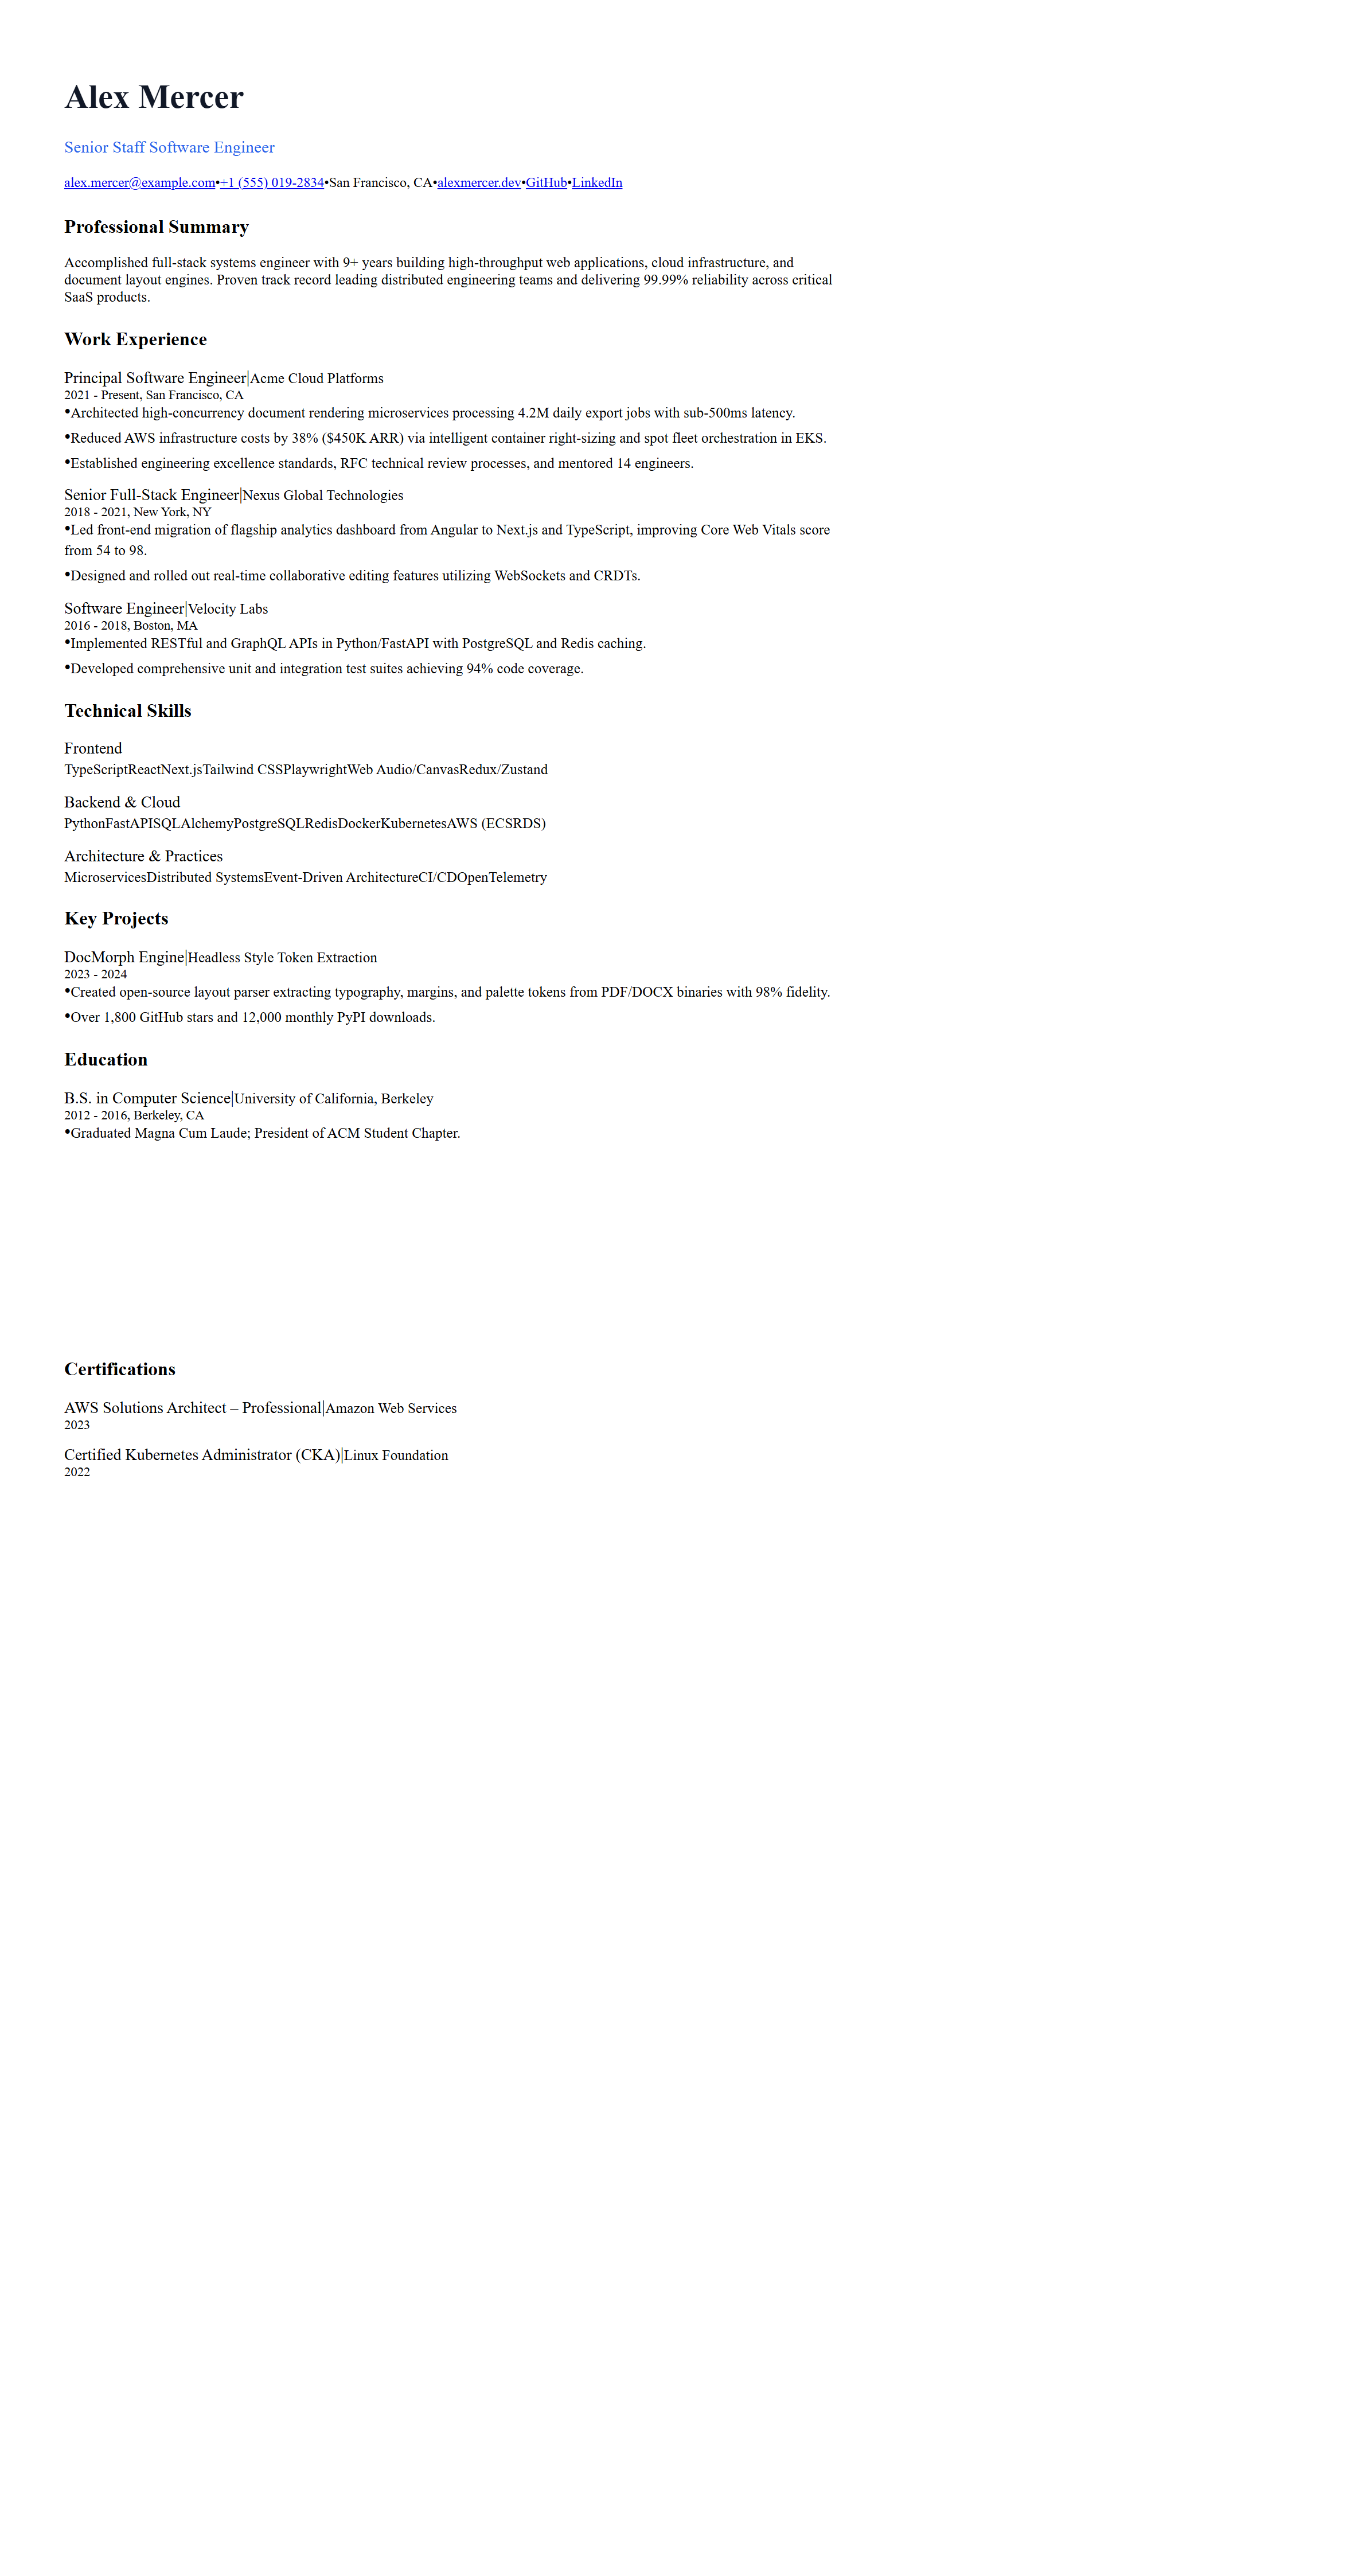 Alex Mercer
Senior Staff Software Engineer
alex.mercer@example.com•+1 (555) 019-2834•San Francisco, CA•alexmercer.dev•GitHub•LinkedIn
Professional Summary
Accomplished full-stack systems engineer with 9+ years building high-throughput web applications, cloud infrastructure, and
document layout engines. Proven track record leading distributed engineering teams and delivering 99.99% reliability across critical
SaaS products.
Work Experience
Principal Software Engineer|Acme Cloud Platforms
2021 - Present, San Francisco, CA
•Architected high-concurrency document rendering microservices processing 4.2M daily export jobs with sub-500ms latency.
•Reduced AWS infrastructure costs by 38% ($450K ARR) via intelligent container right-sizing and spot fleet orchestration in EKS.
•Established engineering excellence standards, RFC technical review processes, and mentored 14 engineers.
Senior Full-Stack Engineer|Nexus Global Technologies
2018 - 2021, New York, NY
•Led front-end migration of flagship analytics dashboard from Angular to Next.js and TypeScript, improving Core Web Vitals score
from 54 to 98.
•Designed and rolled out real-time collaborative editing features utilizing WebSockets and CRDTs.
Software Engineer|Velocity Labs
2016 - 2018, Boston, MA
•Implemented RESTful and GraphQL APIs in Python/FastAPI with PostgreSQL and Redis caching.
•Developed comprehensive unit and integration test suites achieving 94% code coverage.
Technical Skills
Frontend
TypeScriptReactNext.jsTailwind CSSPlaywrightWeb Audio/CanvasRedux/Zustand
Backend & Cloud
PythonFastAPISQLAlchemyPostgreSQLRedisDockerKubernetesAWS (ECSRDS)
Architecture & Practices
MicroservicesDistributed SystemsEvent-Driven ArchitectureCI/CDOpenTelemetry
Key Projects
DocMorph Engine|Headless Style Token Extraction
2023 - 2024
•Created open-source layout parser extracting typography, margins, and palette tokens from PDF/DOCX binaries with 98% fidelity.
•Over 1,800 GitHub stars and 12,000 monthly PyPI downloads.
Education
B.S. in Computer Science|University of California, Berkeley
2012 - 2016, Berkeley, CA
•Graduated Magna Cum Laude; President of ACM Student Chapter.
Certifications
AWS Solutions Architect – Professional|Amazon Web Services
2023
Certified Kubernetes Administrator (CKA)|Linux Foundation
2022